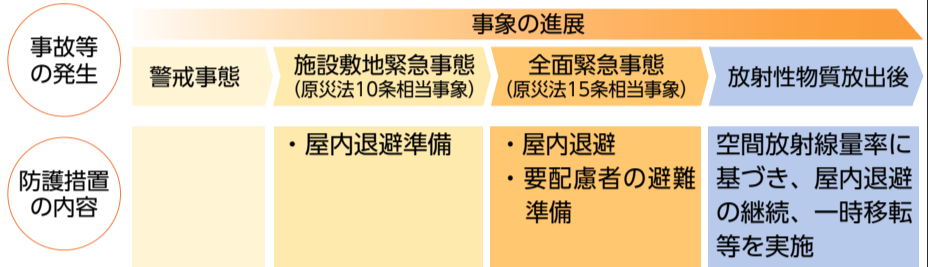 事象の進展
事故等
の発生
警戒事態
施設敷地緊急事態
(原災法10条相当事象)
全面緊急事態
(原災法15条相当事象)
放射性物質放出後
防護措置
の内容
・屋内退避準備
・屋内退避
・要配慮者の避難
準備
空間放射線量率に
基づき、屋内退避
の継続、一時移転
等を実施